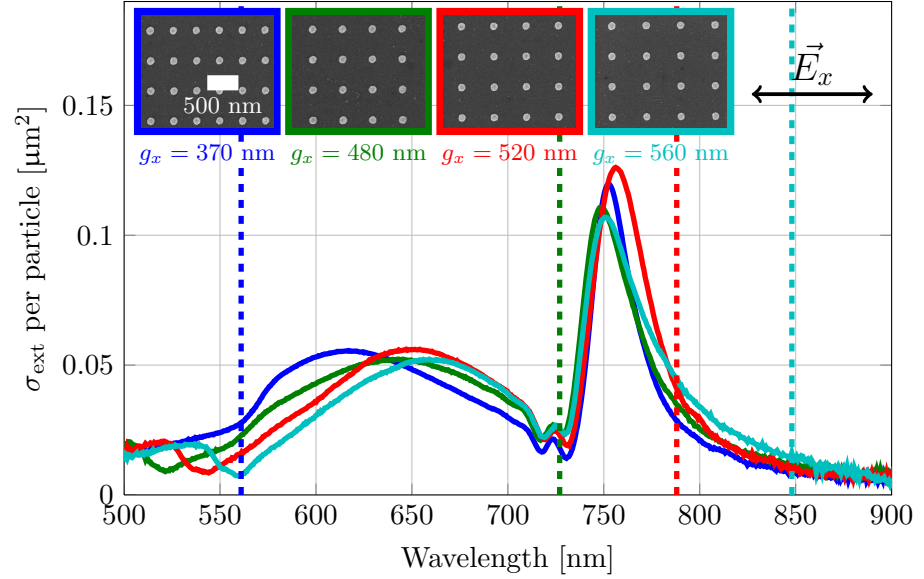 500 nm
g_x = 370 nm
g_x = 480 nm
g_x = 520 nm
g_x = 560 nm
E⃗_x
σ_ext per particle [µm²]
0.15
0.1
0.05
0
500 550 600 650 700 750 800 850 900
Wavelength [nm]